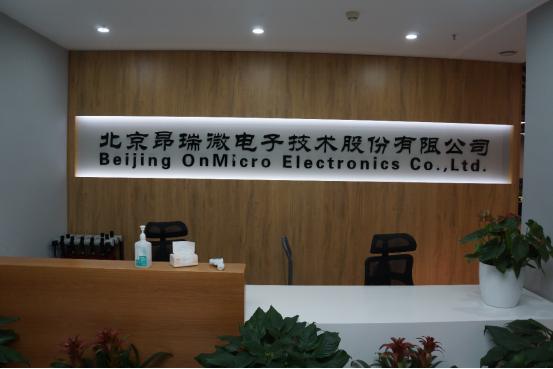 北京昂瑞微电子技术股份有限公司
Beijing OnMicro Electronics Co.,Ltd.